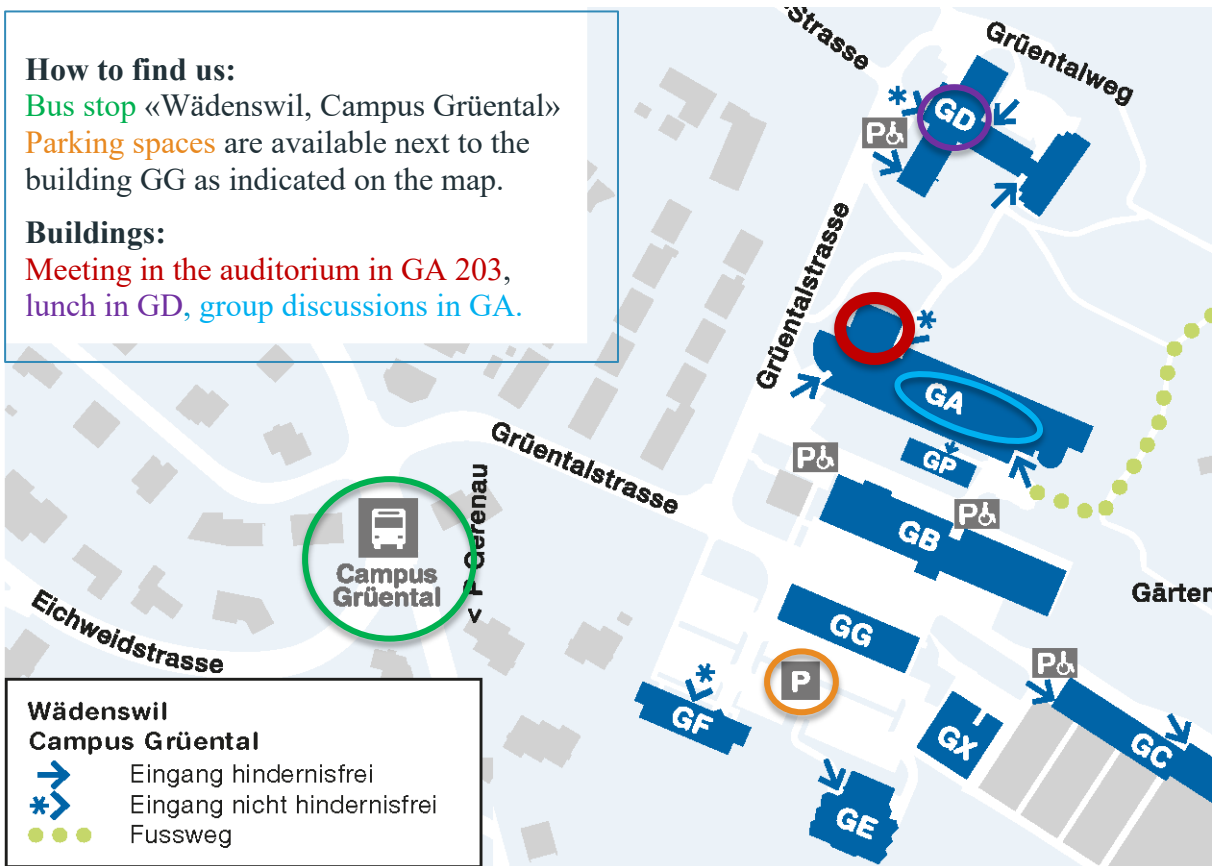 How to find us:
Bus stop «Wädenswil, Campus Grüental»
Parking spaces are available next to the
building GG as indicated on the map.
Buildings:
Meeting in the auditorium in GA 203,
lunch in GD, group discussions in GA.
Strasse
Grüentalweg
GD
P
Grüentalstrasse
GA
GP
P
P
GB
Grüentalstrasse
< P Gerenau
Campus
Grüental
Eichweidstrasse
Gärten
GG
P
P
GF
GX
GC
GE
Wädenswil
Campus Grüental
Eingang hindernisfrei
Eingang nicht hindernisfrei
Fussweg